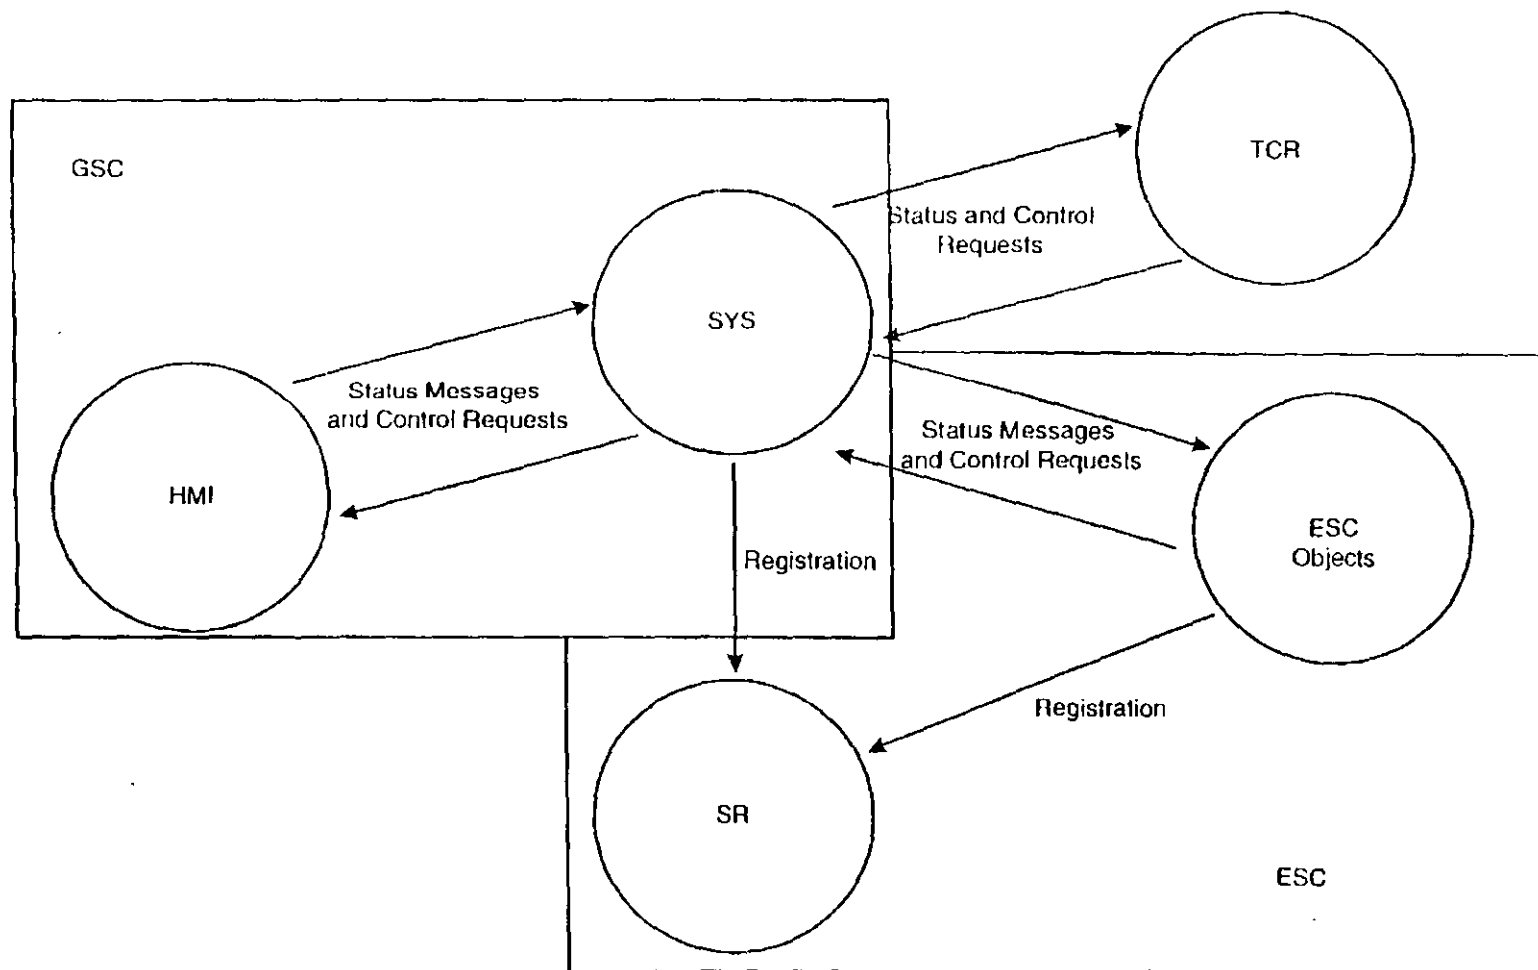 GSC
TCR
Status and Control
Requests
SYS
Status Messages
and Control Requests
Status Messages
and Control Requests
HMI
ESC
Objects
Registration
Registration
SR
ESC